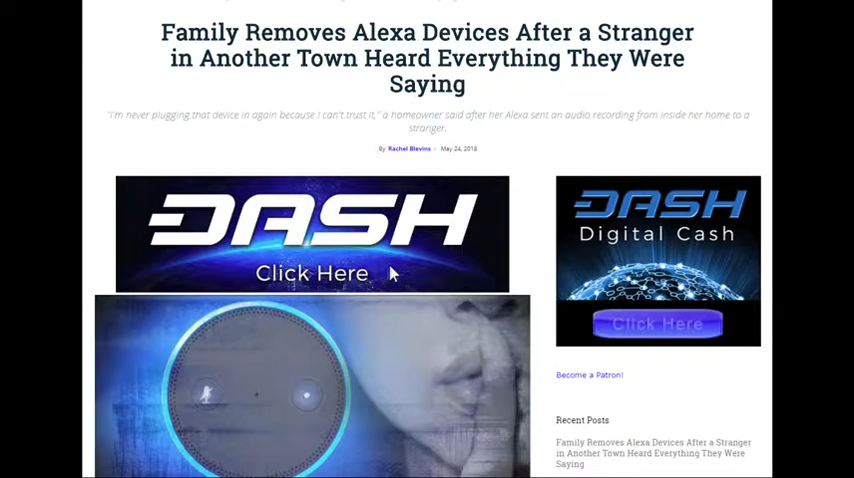 Family Removes Alexa Devices After a Stranger
in Another Town Heard Everything They Were
Saying
"I'm never plugging that device in again because I can't trust it," a homeowner said after her Alexa sent an audio recording from inside her home to a
stranger.
By Rachel Blevins - May 24, 2018
DASH
Click Here
DASH
Digital Cash
Click Here
Become a Patron!
Recent Posts
Family Removes Alexa Devices After a Stranger
in Another Town Heard Everything They Were
Saying